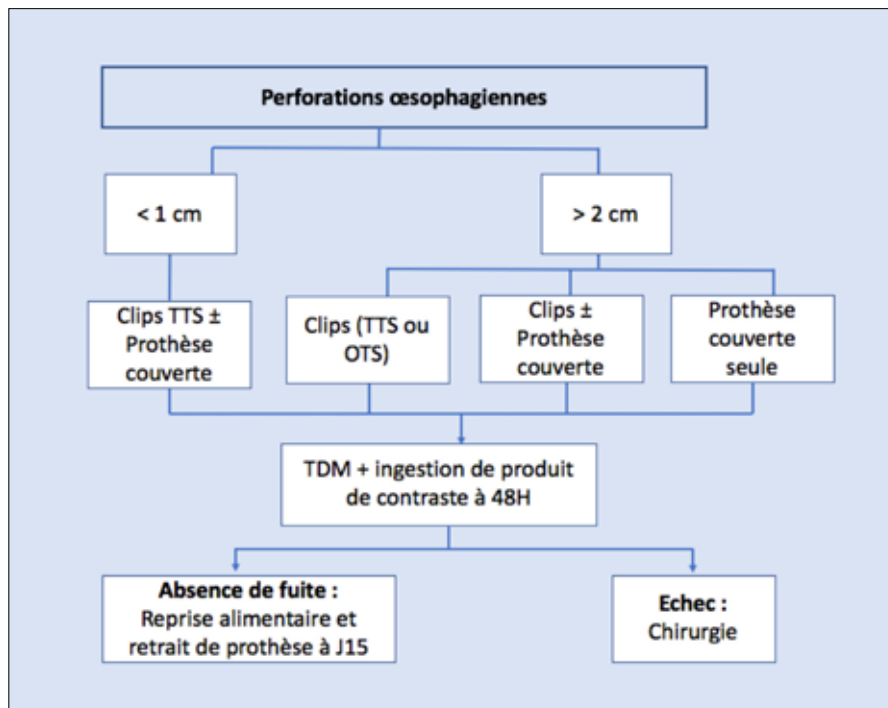 Perforations œsophagiennes
< 1 cm
> 2 cm
Clips TTS ±
Prothèse
couverte
Clips (TTS ou
OTS)
Clips ±
Prothèse
couverte
Prothèse
couverte
seule
TDM + ingestion de produit
de contraste à 48H
Absence de fuite :
Reprise alimentaire et
retrait de prothèse à J15
Echec :
Chirurgie